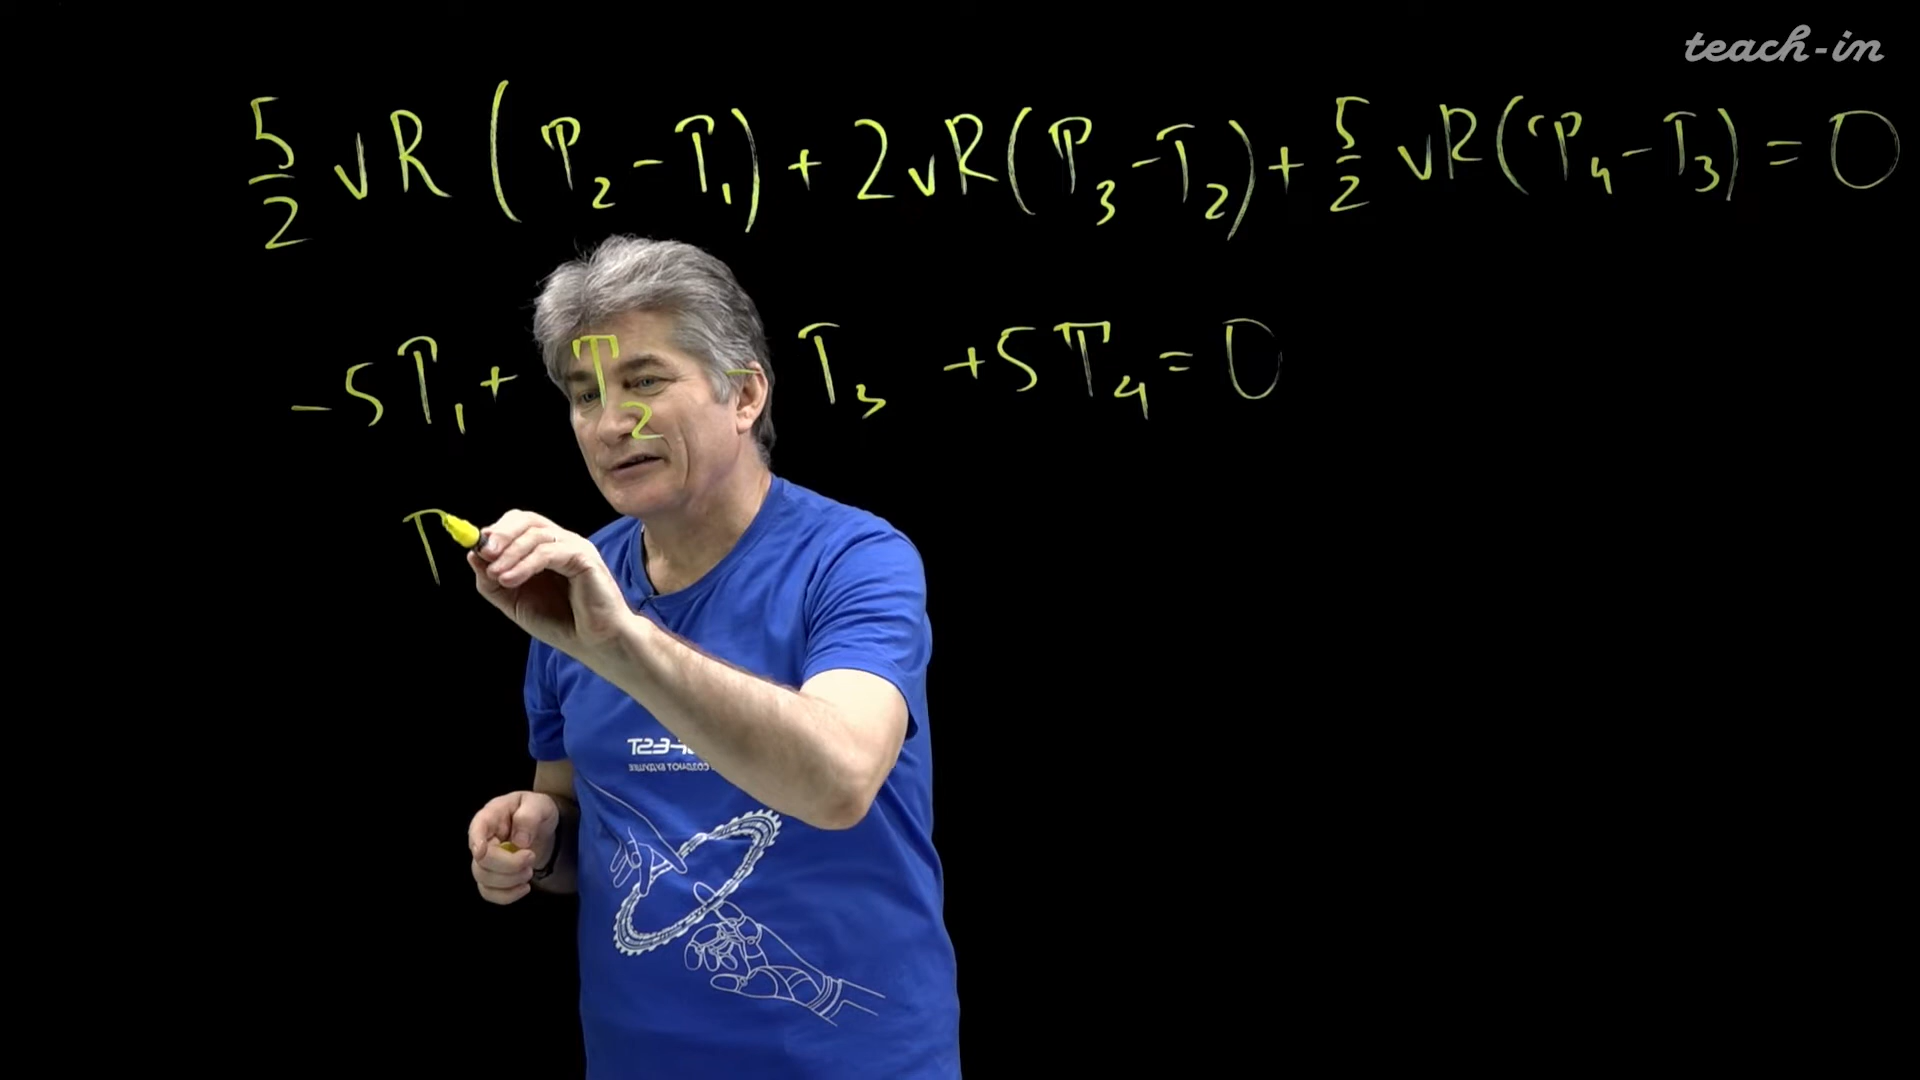 teach-in
5/2 νR (T₂ - T₁) + 2νR(T₃ - T₂) + 5/2 νR(T₄ - T₃) = 0
-5T₁ + T₂ - T₃ + 5T₄ = 0
T